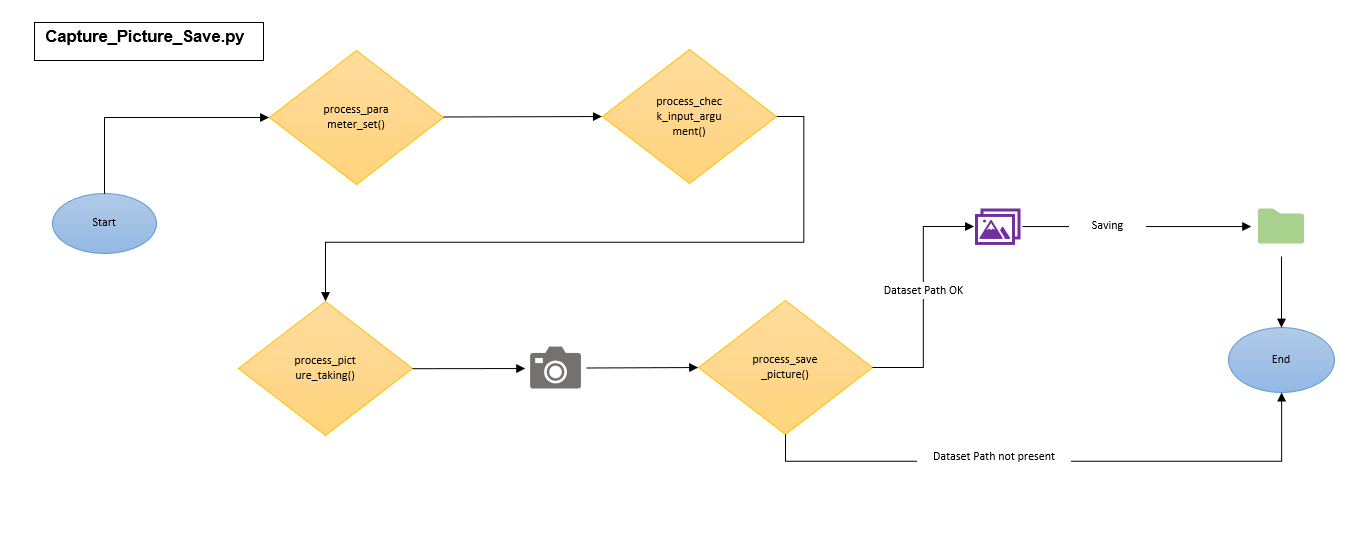 Capture_Picture_Save.py
process_para
meter_set()
process_chec
k_input_argu
ment()
Start
Saving
Dataset Path OK
process_pict
ure_taking()
process_save
_picture()
End
Dataset Path not present